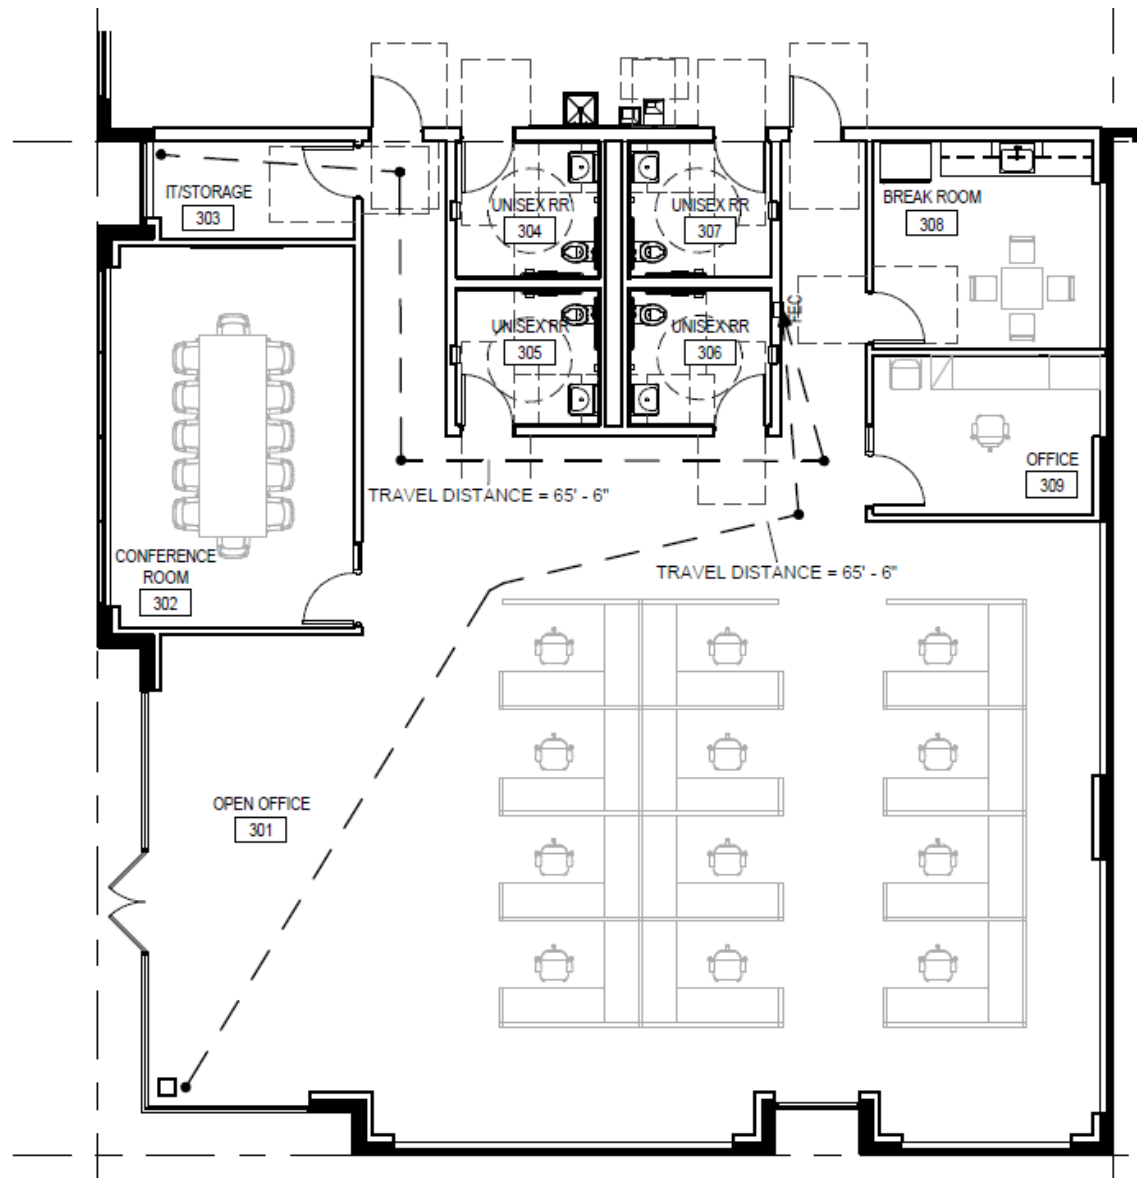 IT/STORAGE
303
UNISEX RR
304
UNISEX RR
307
BREAK ROOM
308
UNISEX RR
305
UNISEX RR
306
FEC
OFFICE
309
TRAVEL DISTANCE = 65' - 6"
CONFERENCE
ROOM
302
TRAVEL DISTANCE = 65' - 6"
OPEN OFFICE
301